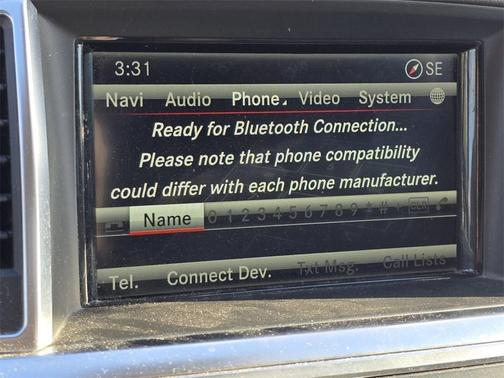 3:31 SE
Navi Audio Phone Video System
Ready for Bluetooth Connection...
Please note that phone compatibility
could differ with each phone manufacturer.
Name 0 1 2 3 4 5 6 7 8 9 * # + CLR
Tel. Connect Dev. Txt Msg. Call Lists